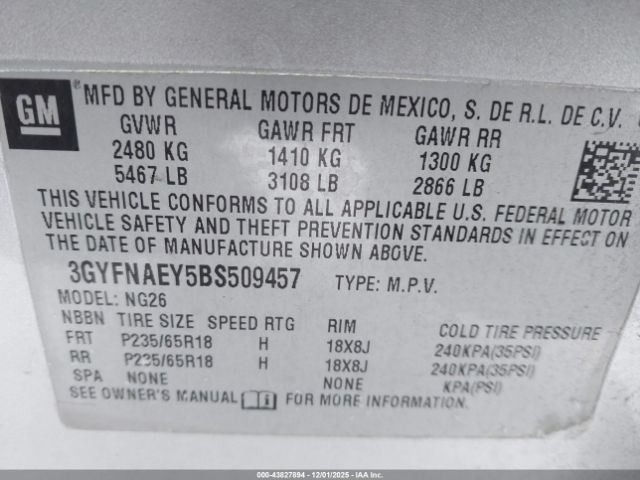 GM ® MFD BY GENERAL MOTORS DE MEXICO, S. DE R.L. DE C.V.
GVWR GAWR FRT GAWR RR
2480 KG 1410 KG 1300 KG
5467 LB 3108 LB 2866 LB
THIS VEHICLE CONFORMS TO ALL APPLICABLE U.S. FEDERAL MOTOR
VEHICLE SAFETY AND THEFT PREVENTION STANDARDS IN EFFECT ON
THE DATE OF MANUFACTURE SHOWN ABOVE.
3GYFNAEY5BS509457 TYPE: M.P.V.
MODEL: NG26
NBBN TIRE SIZE SPEED RTG RIM COLD TIRE PRESSURE
FRT P235/65R18 H 18X8J 240KPA(35PSI)
RR P235/65R18 H 18X8J 240KPA(35PSI)
SPA NONE NONE KPA(PSI)
SEE OWNER'S MANUAL FOR MORE INFORMATION.
000-43827894 | 12/01/2025 - COPART